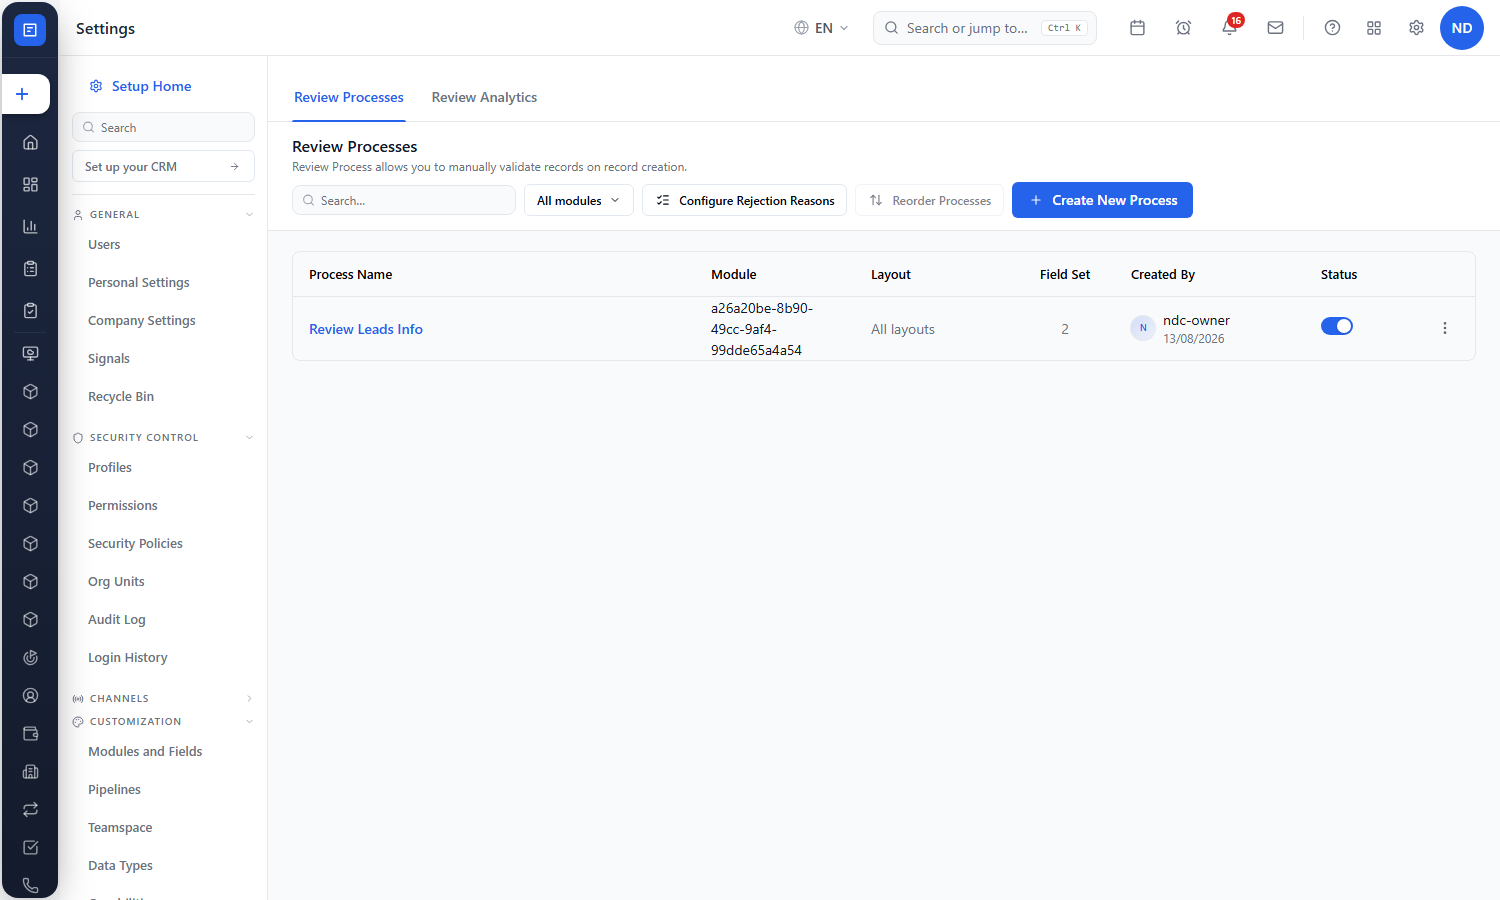 Settings
EN
Search or jump to...
Ctrl K
16
ND
Setup Home
Search
Set up your CRM
GENERAL
Users
Personal Settings
Company Settings
Signals
Recycle Bin
SECURITY CONTROL
Profiles
Permissions
Security Policies
Org Units
Audit Log
Login History
CHANNELS
CUSTOMIZATION
Modules and Fields
Pipelines
Teamspace
Data Types
Review Processes
Review Analytics
Review Processes
Review Process allows you to manually validate records on record creation.
Search...
All modules
Configure Rejection Reasons
Reorder Processes
Create New Process
Process Name
Module
Layout
Field Set
Created By
Status
Review Leads Info
a26a20be-8b90-
49cc-9af4-
99dde65a4a54
All layouts
2
N
ndc-owner
13/08/2026